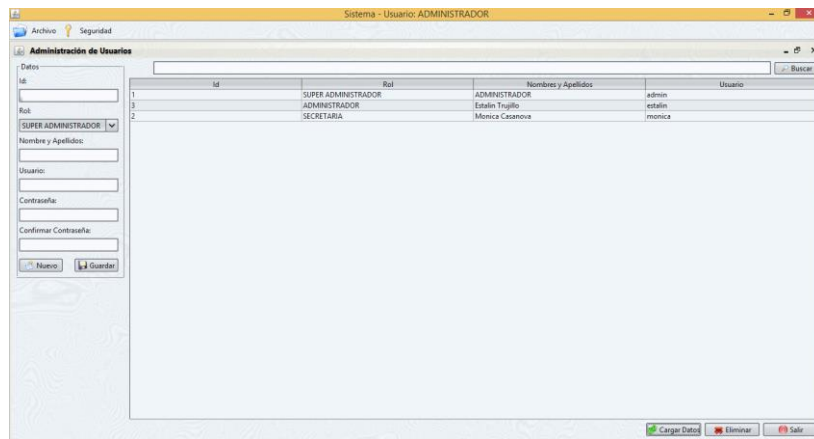 Sistema - Usuario: ADMINISTRADOR
Archivo Seguridad
Administración de Usuarios
Datos
Buscar
Id:
Id Rol Nombres y Apellidos Usuario
1 SUPER ADMINISTRADOR ADMINISTRADOR admin
3 ADMINISTRADOR Estalin Trujillo estalin
2 SECRETARIA Monica Casanova monica
Rol:
SUPER ADMINISTRADOR
Nombre y Apellidos:
Usuario:
Contraseña:
Confirmar Contraseña:
Nuevo Guardar
Cargar Datos Eliminar Salir